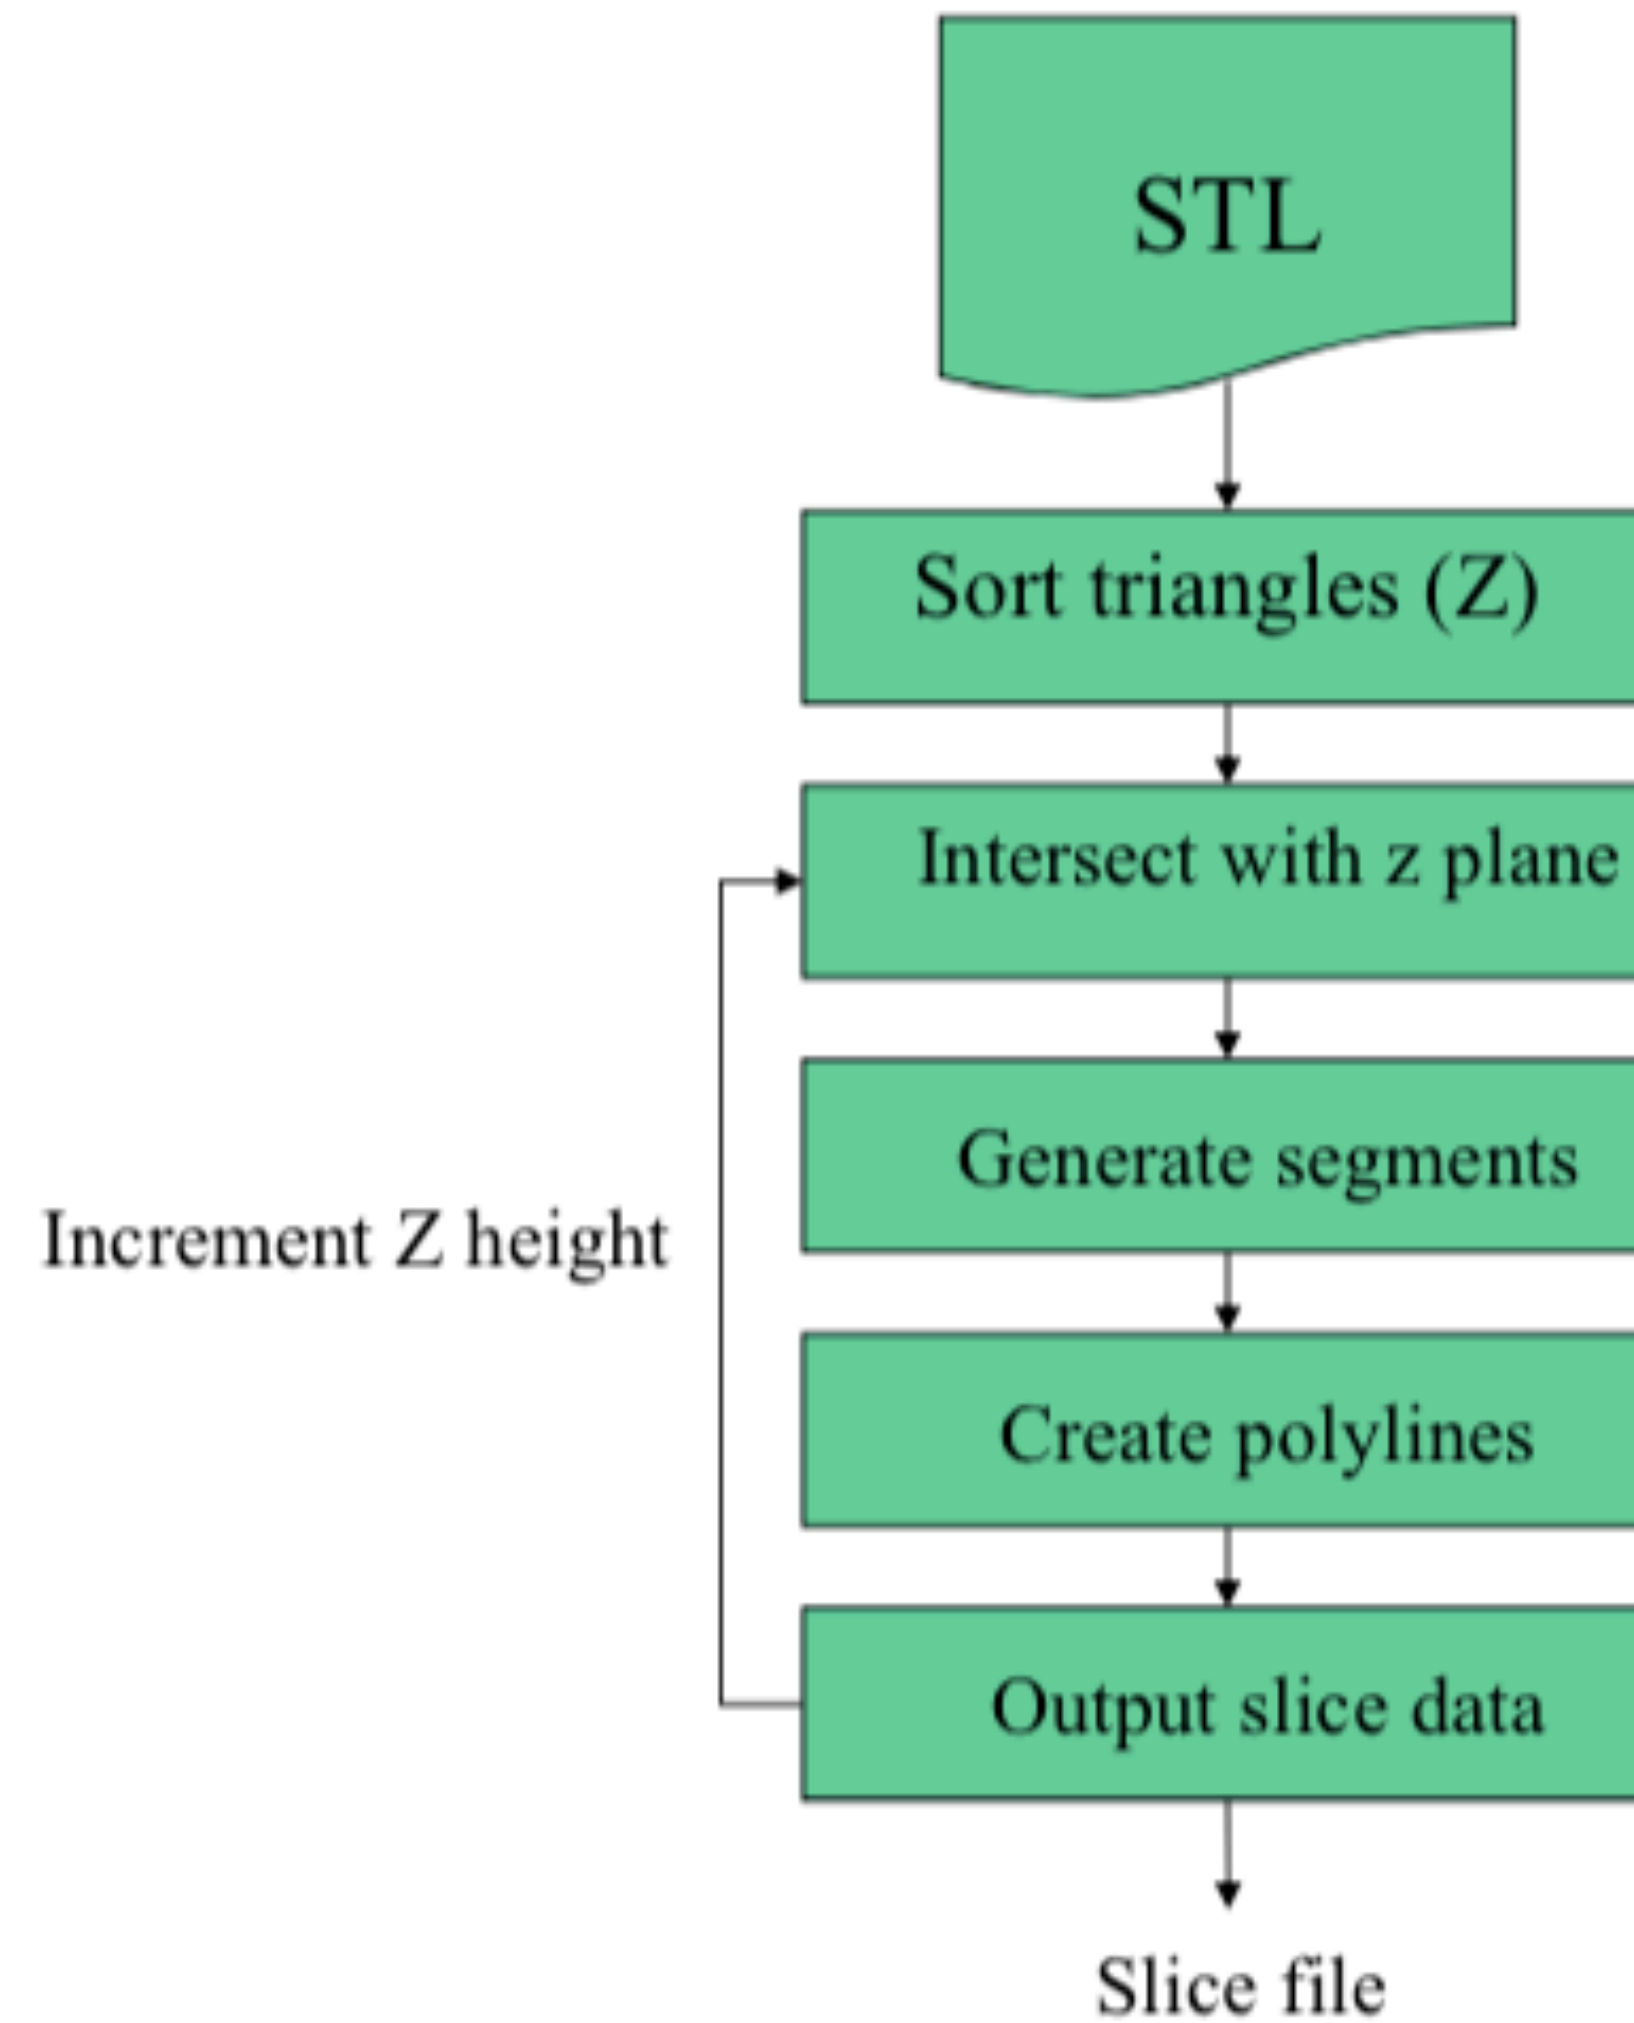 STL
Sort triangles (Z)
Intersect with z plane
Generate segments
Increment Z height
Create polylines
Output slice data
Slice file